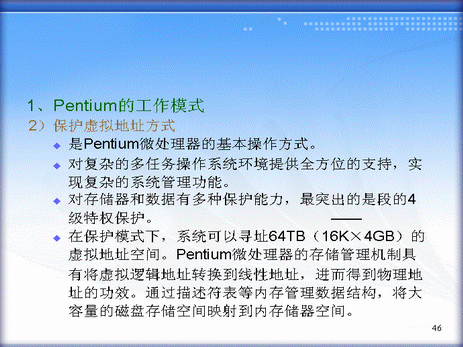 1、Pentium的工作模式
2）保护虚拟地址方式
是Pentium微处理器的基本操作方式。
对复杂的多任务操作系统环境提供全方位的支持，实
现复杂的系统管理功能。
对存储器和数据有多种保护能力，最突出的是段的4
级特权保护。
在保护模式下，系统可以寻址64TB（16K×4GB）的
虚拟地址空间。Pentium微处理器的存储管理机制具
有将虚拟逻辑地址转换到线性地址，进而得到物理地
址的功效。通过描述符表等内存管理数据结构，将大
容量的磁盘存储空间映射到内存储器空间。
46